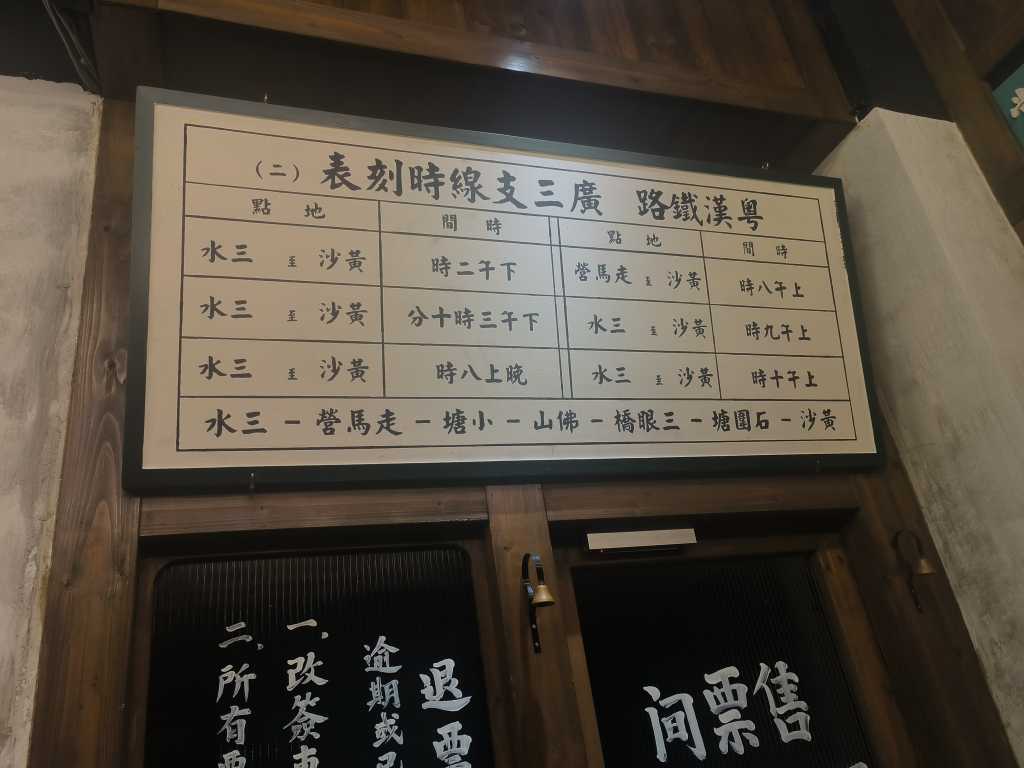 粵漢鐵路 廣三支線時刻表（二）
時間 地點 時間 地點
上午八時 黃沙至走馬營 下午二時 黃沙至三水
上午九時 黃沙至三水 下午三時十分 黃沙至三水
上午十時 黃沙至三水 晚上八時 黃沙至三水
黃沙－石圍塘－三眼橋－佛山－小塘－走馬營－三水
售票间
退票
逾期或
一.改簽車
二.所有票